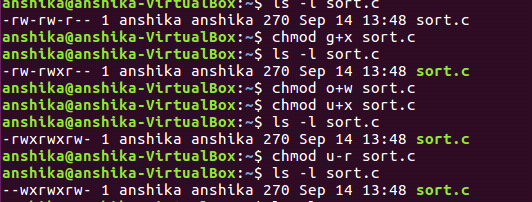 anshika@anshika-VirtualBox:~$ ls -l sort.c
-rw-rw-r-- 1 anshika anshika 270 Sep 14 13:48 sort.c
anshika@anshika-VirtualBox:~$ chmod g+x sort.c
anshika@anshika-VirtualBox:~$ ls -l sort.c
-rw-rwxr-- 1 anshika anshika 270 Sep 14 13:48 sort.c
anshika@anshika-VirtualBox:~$ chmod o+w sort.c
anshika@anshika-VirtualBox:~$ chmod u+x sort.c
anshika@anshika-VirtualBox:~$ ls -l sort.c
-rwxrwxrw- 1 anshika anshika 270 Sep 14 13:48 sort.c
anshika@anshika-VirtualBox:~$ chmod u-r sort.c
anshika@anshika-VirtualBox:~$ ls -l sort.c
--wxrwxrw- 1 anshika anshika 270 Sep 14 13:48 sort.c